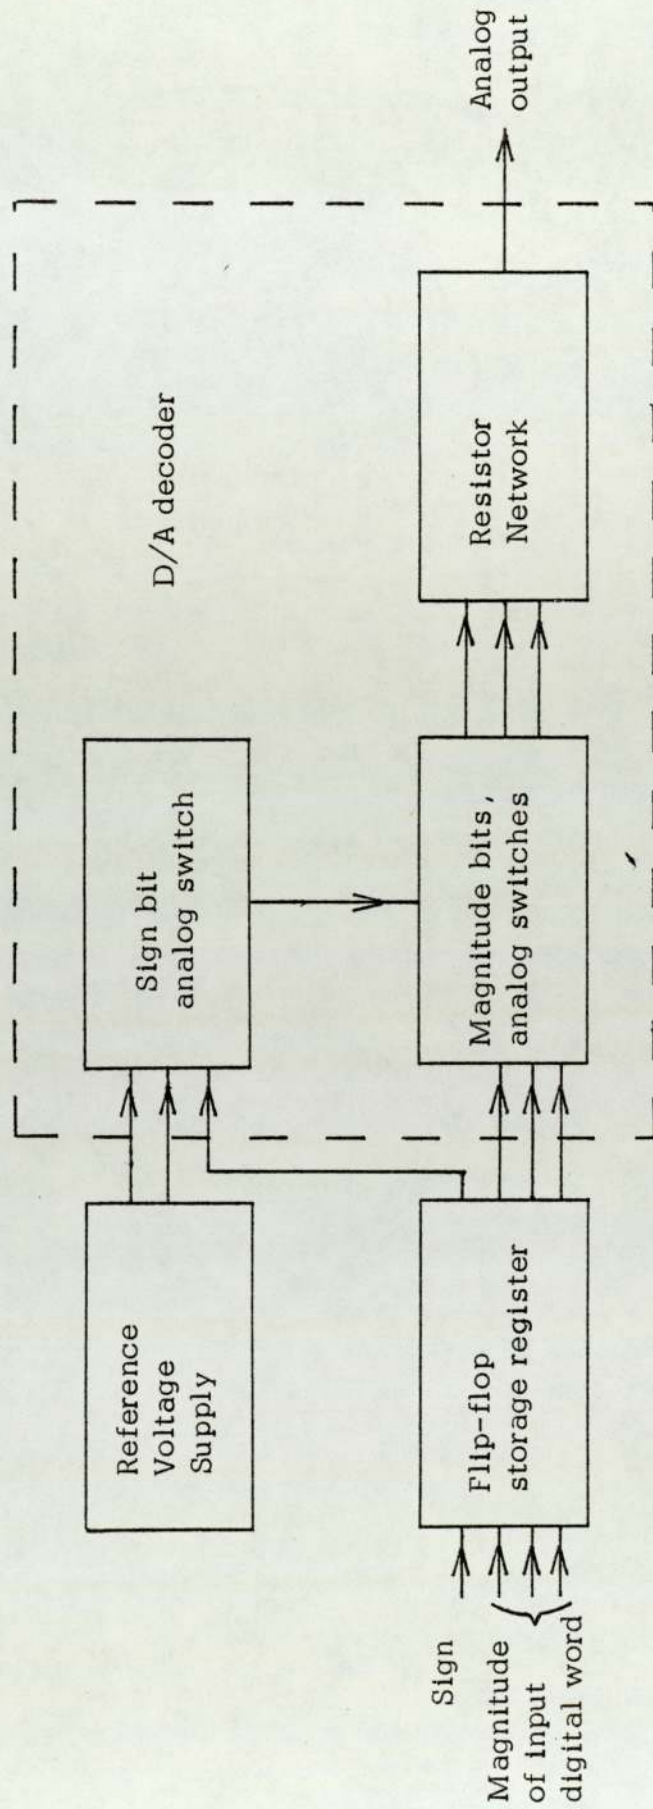 Reference
Voltage
Supply
Sign bit
analog switch
D/A decoder
Sign
Magnitude
of input
digital word
Flip-flop
storage register
Magnitude bits,
analog switches
Resistor
Network
Analog
output